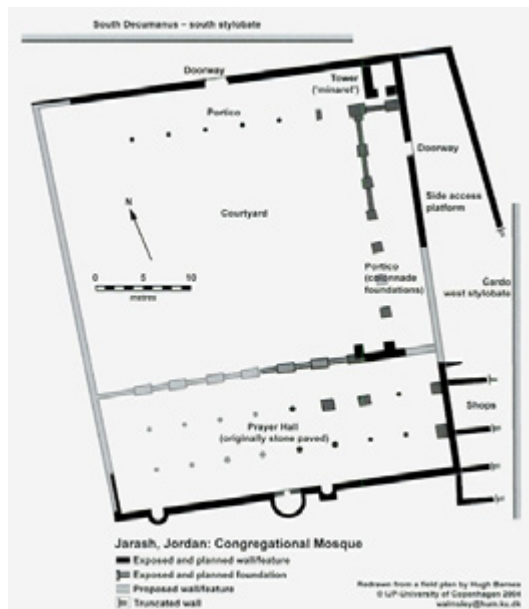 South Decumanus – south stylobate
Doorway
Tower
('minaret')
Portico
Doorway
Side access
platform
N
Courtyard
Portico
(colonnade
foundations)
Cardo
west stylobate
0 5 10
metres
Shops
Prayer Hall
(originally stone paved)
Jarash, Jordan: Congregational Mosque
Exposed and planned wall/feature
Exposed and planned foundation
Proposed wall/feature
Truncated wall
Redrawn from a field plan by Hugh Barnes
University of Copenhagen 2004
walmsley@hum.ku.dk